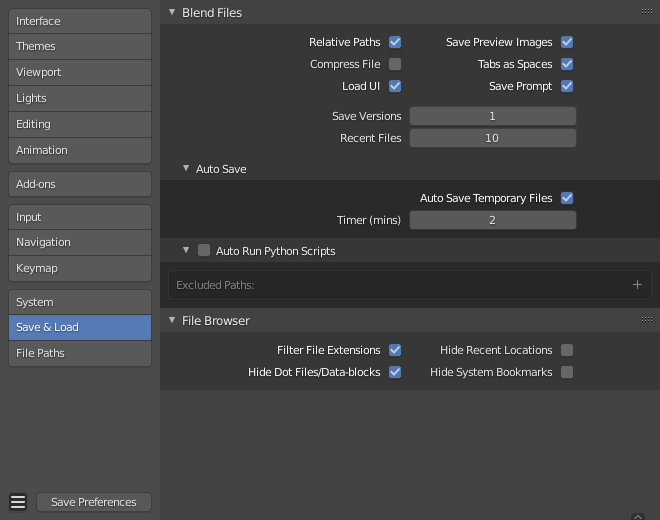 Interface
Themes
Viewport
Lights
Editing
Animation
Add-ons
Input
Navigation
Keymap
System
Save & Load
File Paths
Save Preferences
Blend Files
Relative Paths Save Preview Images
Compress File Tabs as Spaces
Load UI Save Prompt
Save Versions 1
Recent Files 10
Auto Save
Auto Save Temporary Files
Timer (mins) 2
Auto Run Python Scripts
Excluded Paths:
File Browser
Filter File Extensions Hide Recent Locations
Hide Dot Files/Data-blocks Hide System Bookmarks